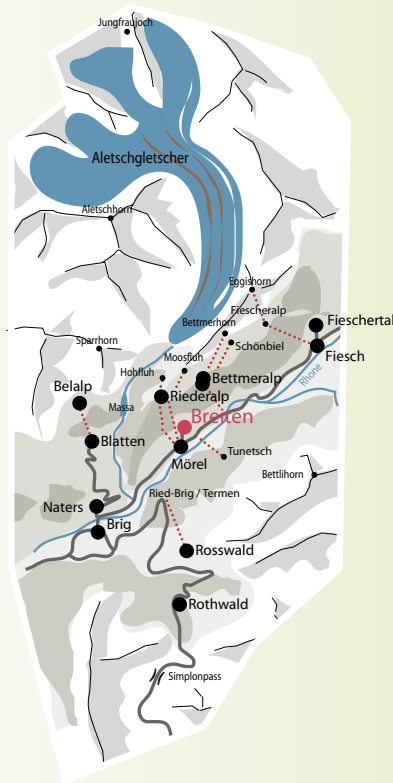 Jungfraujoch
Aletschgletscher
Aletschhorn
Eggishorn
Fiescheralp
Bettmerhorn
Fieschertal
Sparrhorn
Schönbiel
Moosfluh
Fiesch
Hohfluh
Rhone
Bettmeralp
Belalp
Riederalp
Massa
Breiten
Blatten
Mörel
Tunetsch
Bettlihorn
Ried-Brig / Termen
Naters
Brig
Rosswald
Rothwald
Simplonpass